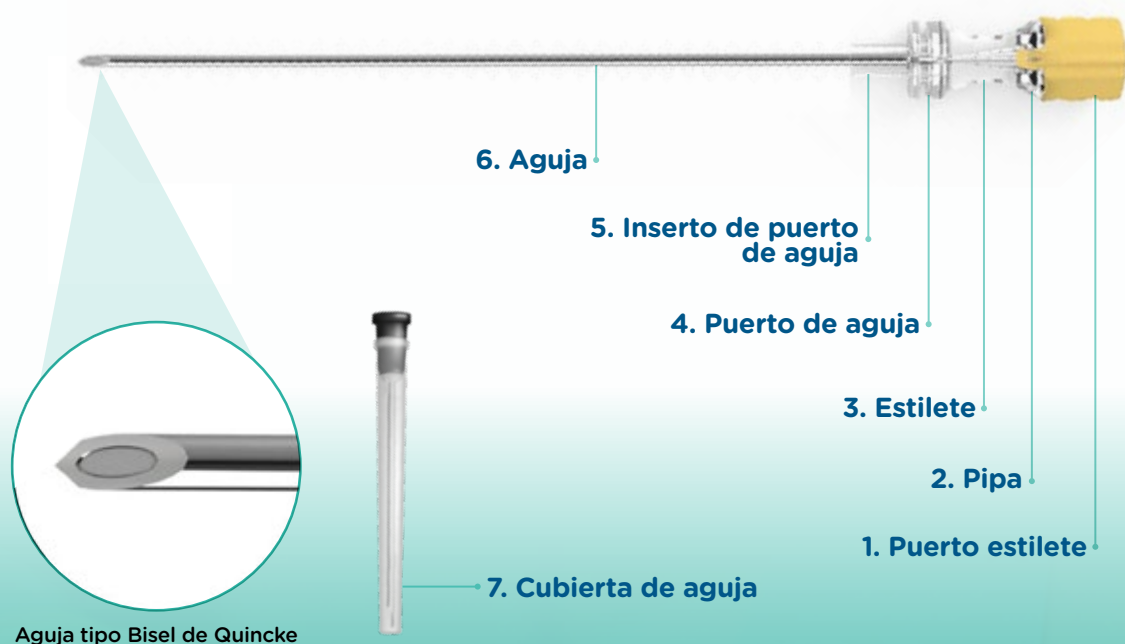 6. Aguja
5. Inserto de puerto
de aguja
4. Puerto de aguja
3. Estilete
2. Pipa
1. Puerto estilete
7. Cubierta de aguja
Aguja tipo Bisel de Quincke